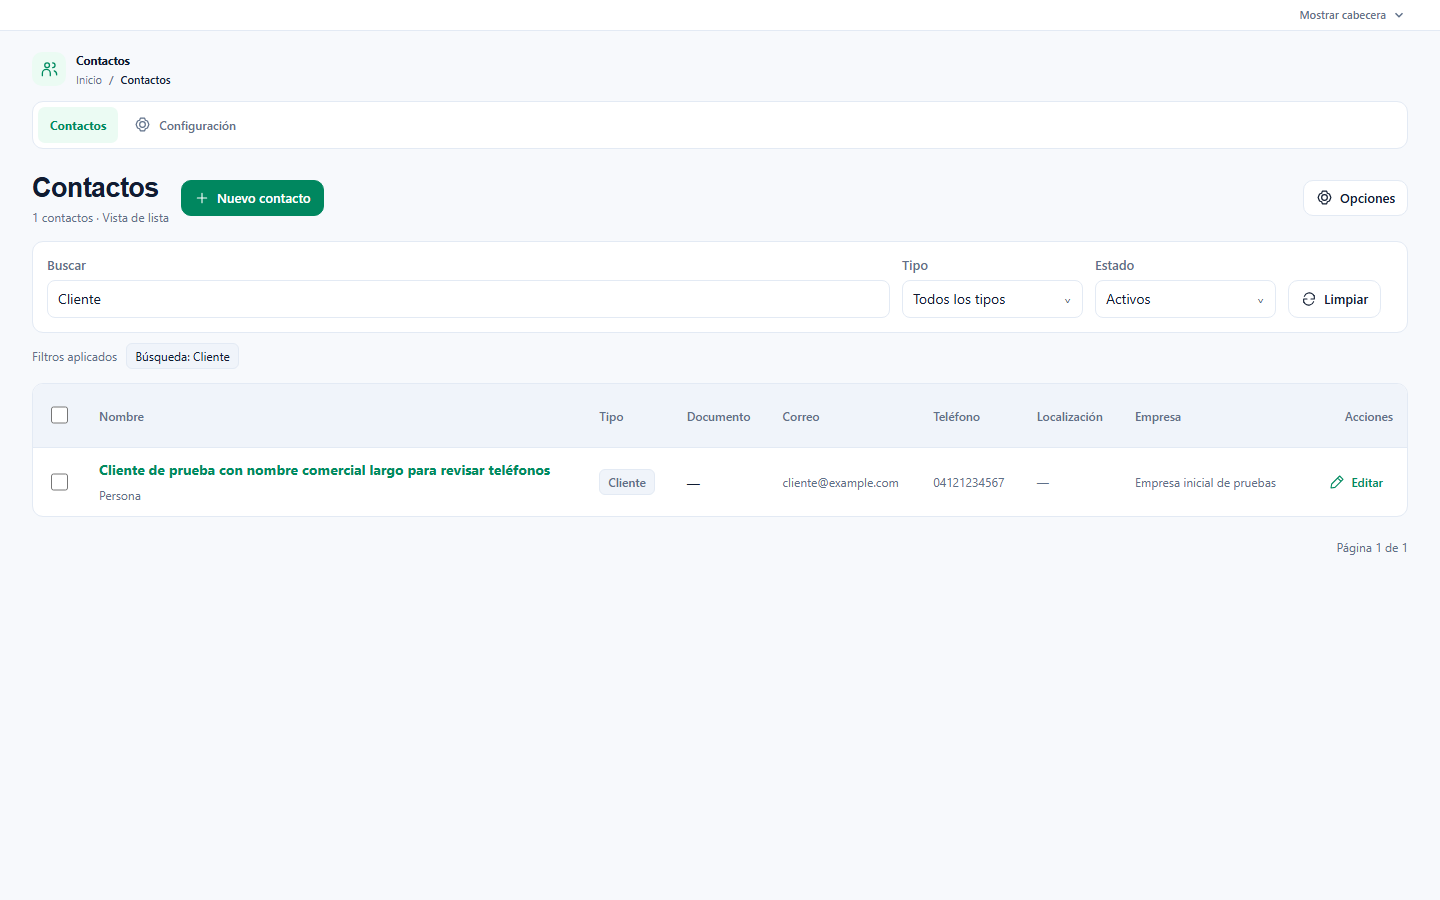 Mostrar cabecera
Contactos
Inicio / Contactos
Contactos Configuración
Contactos
Nuevo contacto
Opciones
1 contactos · Vista de lista
Buscar Tipo Estado
Cliente Todos los tipos Activos Limpiar
Filtros aplicados Búsqueda: Cliente
Nombre Tipo Documento Correo Teléfono Localización Empresa Acciones
Cliente de prueba con nombre comercial largo para revisar teléfonos
Persona
Cliente — cliente@example.com 04121234567 — Empresa inicial de pruebas Editar
Página 1 de 1